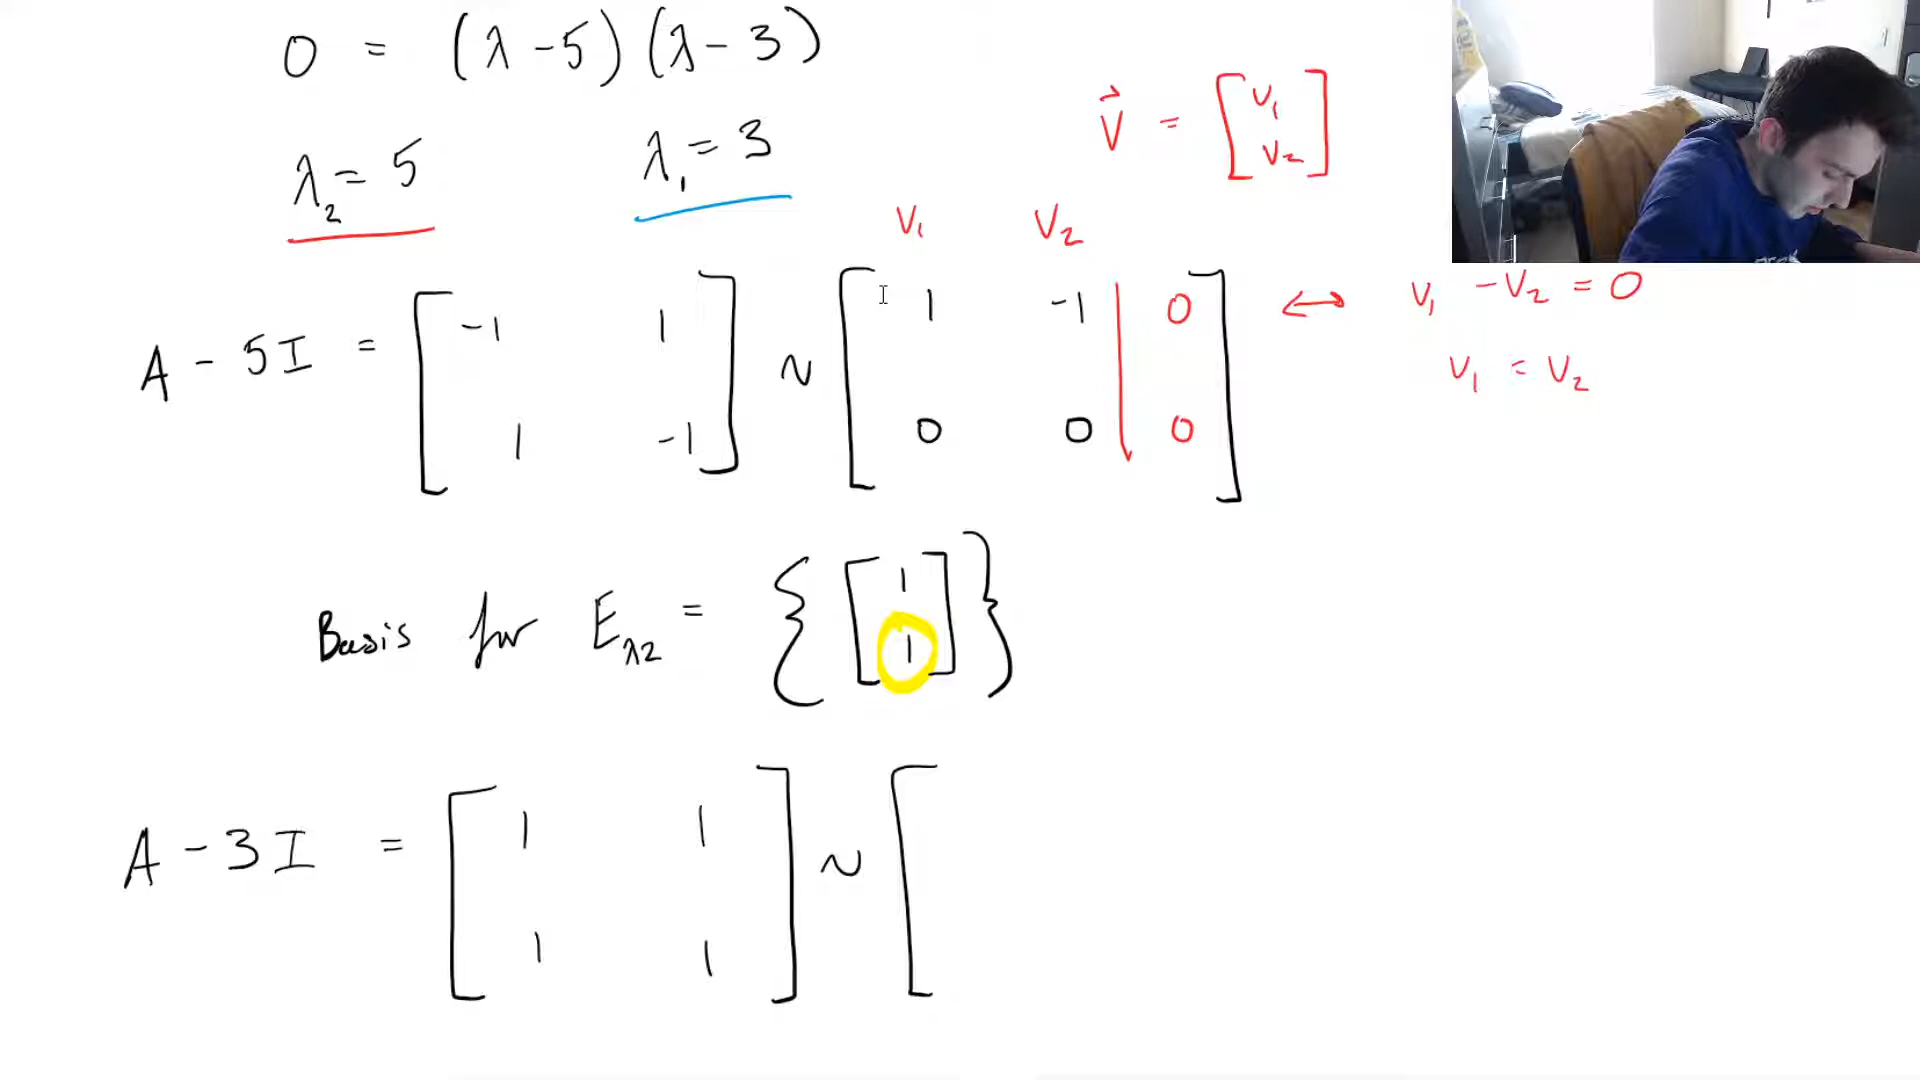 0 = (λ - 5) (λ - 3)
λ₂ = 5 λ₁ = 3
v⃗ = [v₁ v₂]
v₁ v₂
A - 5I = [-1 1
1 -1] ~ [1 -1 | 0
0 0 | 0] ↔ v₁ - v₂ = 0
v₁ = v₂
Basis for E_λ2 = {[1
1]}
A - 3I = [1 1
1 1] ~ [